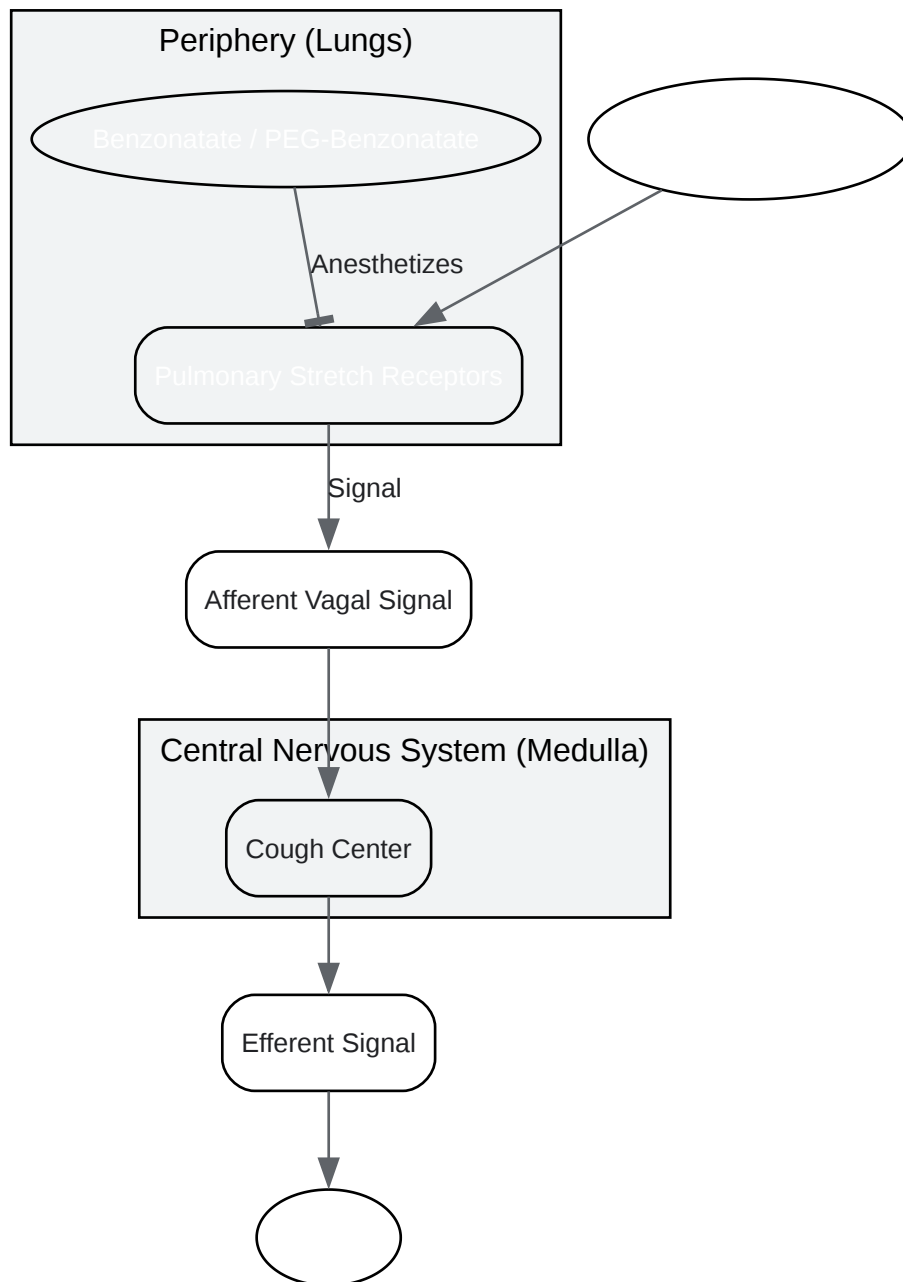 Periphery (Lungs)
Benzonatate / PEG-Benzonatate
Anesthetizes
Pulmonary Stretch Receptors
Signal
Afferent Vagal Signal
Central Nervous System (Medulla)
Cough Center
Efferent Signal